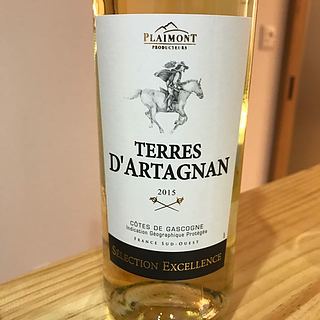 PLAIMONT
PRODUCTEURS
TERRES
D'ARTAGNAN
2015
CÔTES DE GASCOGNE
Indication Géographique Protégée
FRANCE SUD-OUEST
SÉLECTION EXCELLENCE